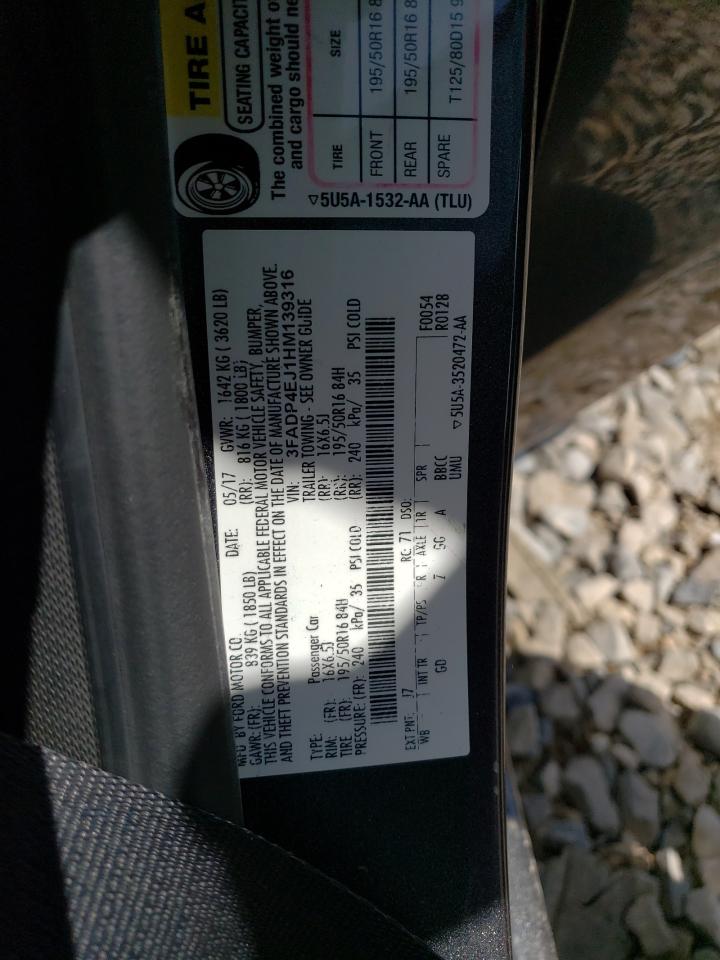 TIRE A
SEATING CAPACIT
The combined weight o
and cargo should ne
TIRE SIZE
FRONT 195/50R16 8
REAR 195/50R16 8
SPARE T125/80D15 9
▽5U5A-1532-AA (TLU)
MFD BY FORD MOTOR CO. DATE: 05/17 GVWR: 1642 KG ( 3620 LB)
GAWR: (FR): 839 KG ( 1850 LB) (RR): 816 KG ( 1800 LB)
THIS VEHICLE CONFORMS TO ALL APPLICABLE FEDERAL MOTOR VEHICLE SAFETY, BUMPER,
AND THEFT PREVENTION STANDARDS IN EFFECT ON THE DATE OF MANUFACTURE SHOWN ABOVE.
VIN: 3FADP4EJ1HM139316
TYPE: Passenger Car TRAILER TOWING - SEE OWNER GUIDE
RIM: (FR): 16X6.5J (RR): 16X6.5J
TIRE (FR): 195/50R16 84H (RR): 195/50R16 84H
PRESSURE: (FR): 240 kPa/ 35 PSI COLD (RR): 240 kPa/ 35 PSI COLD
EXT PNT: J7 RC: 71 DSO: F0054
R0128
WB INT TR TP/PS R AXLE TR SPR
GD GG A BBCC
UMU
▽5U5A-3520472-AA